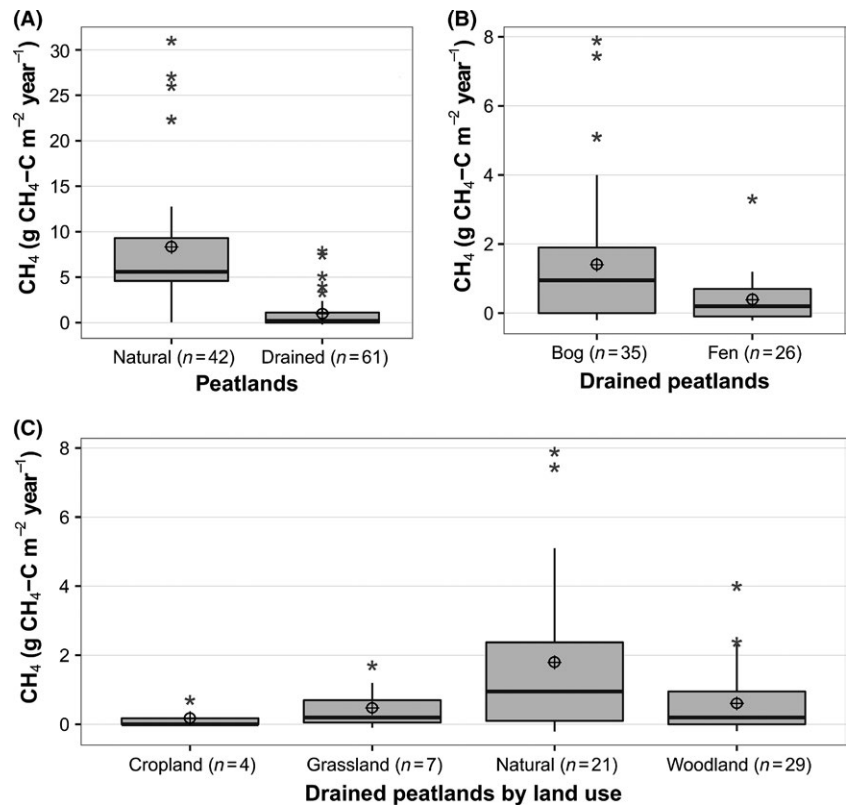 (A)
CH₄ (g CH₄–C m⁻² year⁻¹)
30
25
20
15
10
5
0
Natural (n=42) Drained (n=61)
Peatlands
(B)
CH₄ (g CH₄–C m⁻² year⁻¹)
8
6
4
2
0
Bog (n=35) Fen (n=26)
Drained peatlands
(C)
CH₄ (g CH₄–C m⁻² year⁻¹)
8
6
4
2
0
Cropland (n=4) Grassland (n=7) Natural (n=21) Woodland (n=29)
Drained peatlands by land use